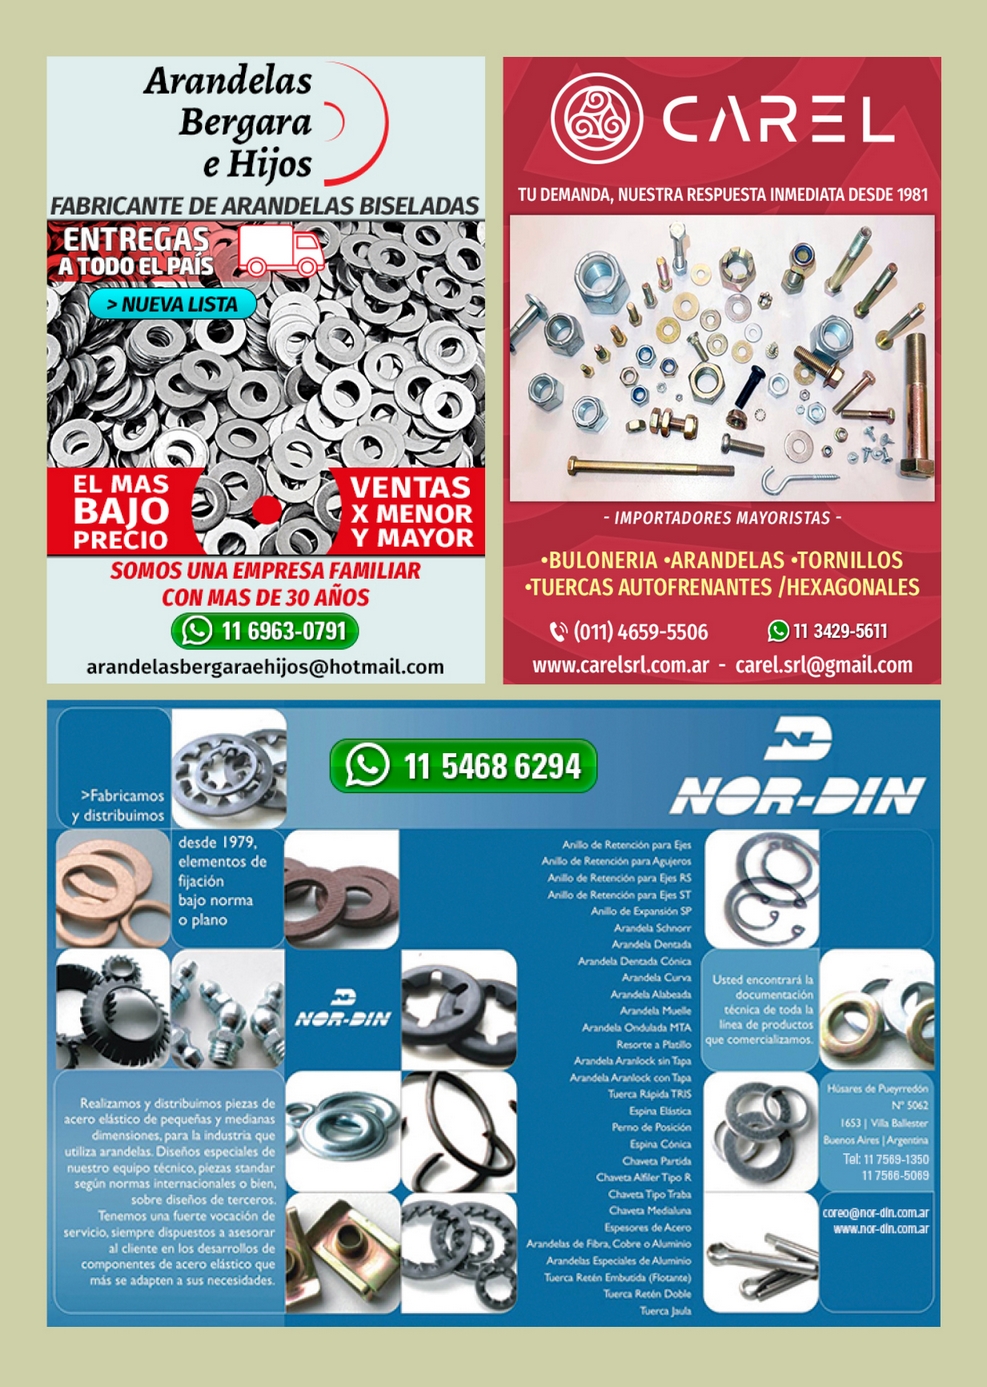 Arandelas
Bergara
e Hijos
FABRICANTE DE ARANDELAS BISELADAS
ENTREGAS
A TODO EL PAÍS
> NUEVA LISTA
EL MAS
BAJO
PRECIO
VENTAS
X MENOR
Y MAYOR
SOMOS UNA EMPRESA FAMILIAR
CON MAS DE 30 AÑOS
11 6963-0791
arandelasbergaraehijos@hotmail.com
CAREL
TU DEMANDA, NUESTRA RESPUESTA INMEDIATA DESDE 1981
- IMPORTADORES MAYORISTAS -
•BULONERIA •ARANDELAS •TORNILLOS
•TUERCAS AUTOFRENANTES /HEXAGONALES
(011) 4659-5506
11 3429-5611
www.carelsrl.com.ar - carel.srl@gmail.com
11 5468 6294
NOR-DIN
>Fabricamos
y distribuimos
desde 1979,
elementos de
fijación
bajo norma
o plano
NOR-DIN
Realizamos y distribuimos piezas de
acero elástico de pequeñas y medianas
dimensiones, para la industria que
utiliza arandelas. Diseños especiales de
nuestro equipo técnico, piezas standar
según normas internacionales o bien,
sobre diseños de terceros.
Tenemos una fuerte vocación de
servicio, siempre dispuestos a asesorar
al cliente en los desarrollos de
componentes de acero elástico que
más se adapten a sus necesidades.
Anillo de Retención para Ejes
Anillo de Retención para Agujeros
Anillo de Retención para Ejes RS
Anillo de Retención para Ejes ST
Anillo de Expansión SP
Arandela Schnorr
Arandela Dentada
Arandela Dentada Cónica
Arandela Curva
Arandela Alabeada
Arandela Muelle
Arandela Ondulada MTA
Resorte a Platillo
Arandela Aranlock sin Tapa
Arandela Aranlock con Tapa
Tuerca Rápida TRIS
Espina Elástica
Perno de Posición
Espina Cónica
Chaveta Partida
Chaveta Alfiler Tipo R
Chaveta Tipo Traba
Chaveta Medialuna
Espesores de Acero
Arandelas de Fibra, Cobre o Aluminio
Arandelas Especiales de Aluminio
Tuerca Retén Embutida (Flotante)
Tuerca Retén Doble
Tuerca Jaula
Usted encontrará la
documentación
técnica de toda la
línea de productos
que comercializamos.
Húsares de Pueyrredón
Nº 5062
1653 | Villa Ballester
Buenos Aires | Argentina
Tel: 11 7569-1350
11 7566-5069
coreo@nor-din.com.ar
www.nor-din.com.ar